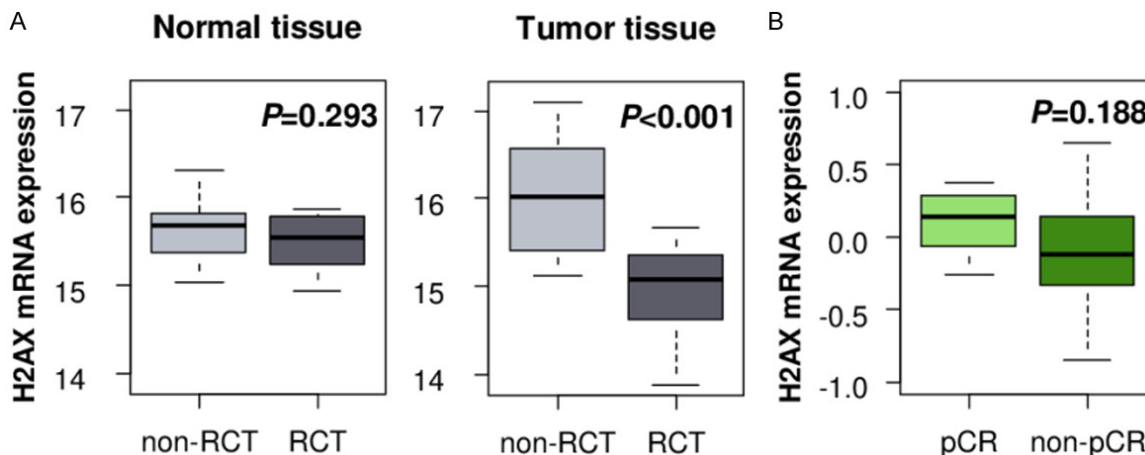 A
Normal tissue
H2AX mRNA expression
17
16
15
14
P=0.293
non-RCT RCT
Tumor tissue
17
16
15
14
P<0.001
non-RCT RCT
B
H2AX mRNA expression
1.0
0.5
0.0
-0.5
-1.0
P=0.188
pCR non-pCR